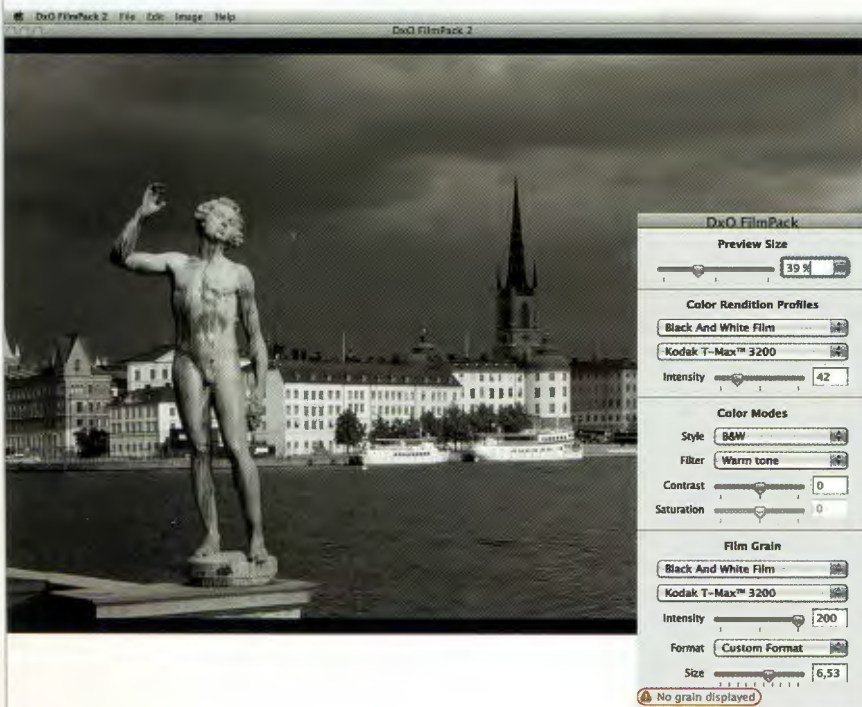 DxO FilmPack 2 File Edit Image Help
DxO FilmPack 2
DxO FilmPack
Preview Size
39 %
Color Rendition Profiles
Black And White Film
Kodak T-Max™ 3200
Intensity 42
Color Modes
Style B&W
Filter Warm tone
Contrast 0
Saturation 0
Film Grain
Black And White Film
Kodak T-Max™ 3200
Intensity 200
Format Custom Format
Size 6,53
No grain displayed